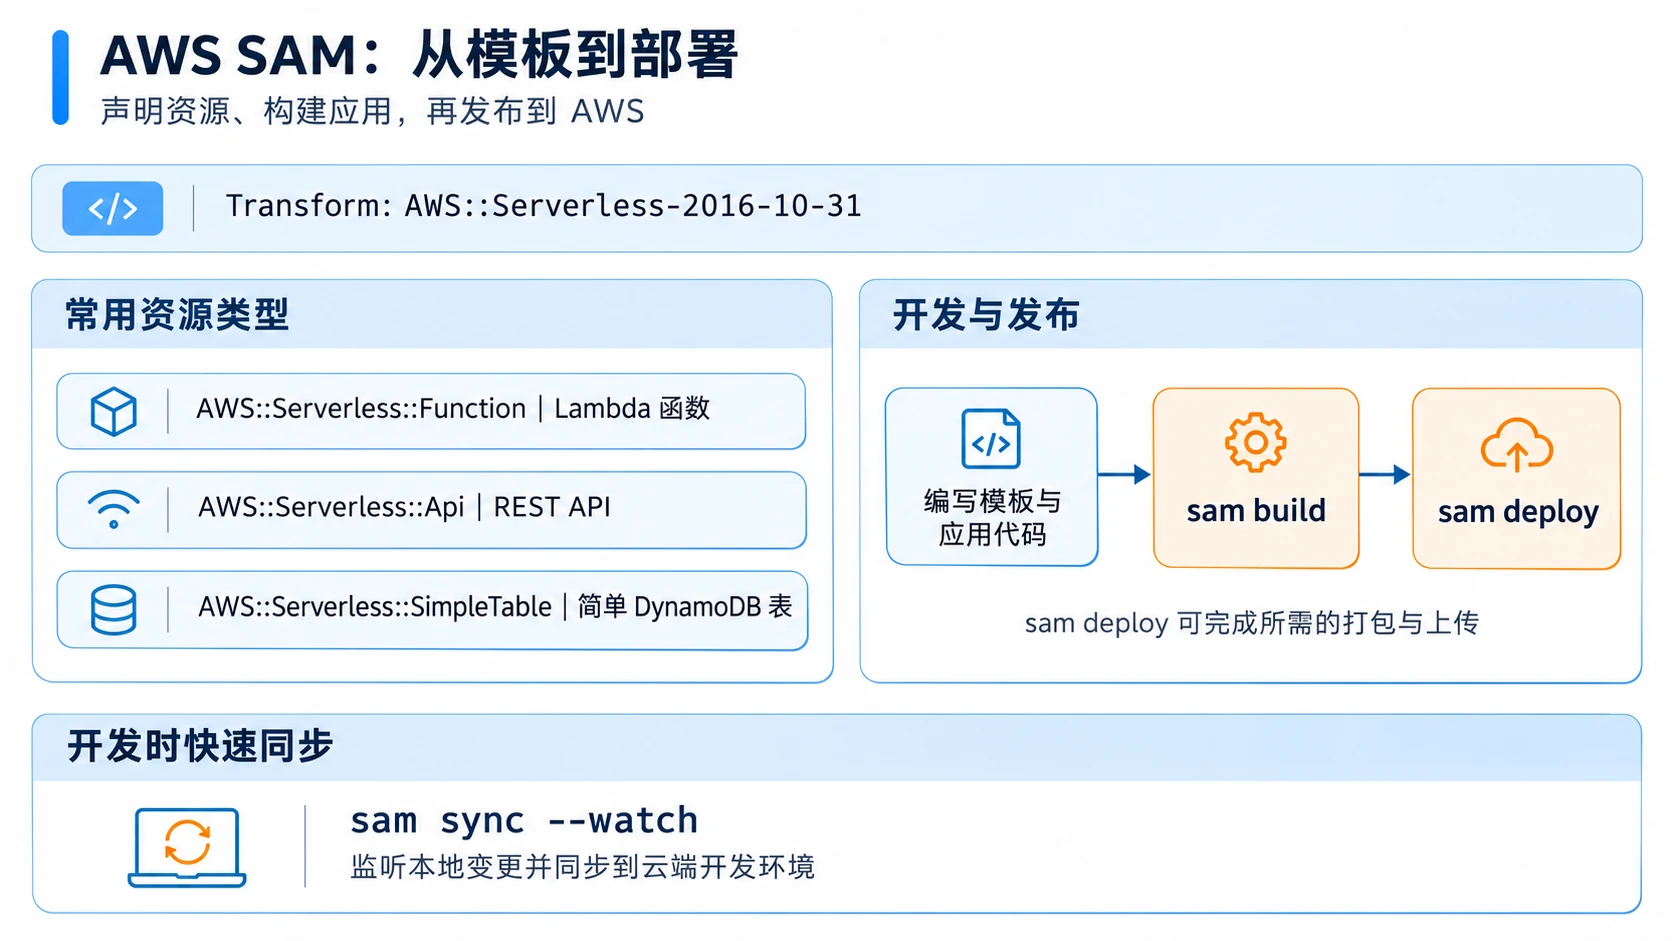 AWS SAM：从模板到部署
声明资源、构建应用，再发布到 AWS
</> Transform: AWS::Serverless-2016-10-31
常用资源类型
AWS::Serverless::Function | Lambda 函数
AWS::Serverless::Api | REST API
AWS::Serverless::SimpleTable | 简单 DynamoDB 表
开发与发布
</>
编写模板与
应用代码
sam build
sam deploy
sam deploy 可完成所需的打包与上传
开发时快速同步
sam sync --watch
监听本地变更并同步到云端开发环境